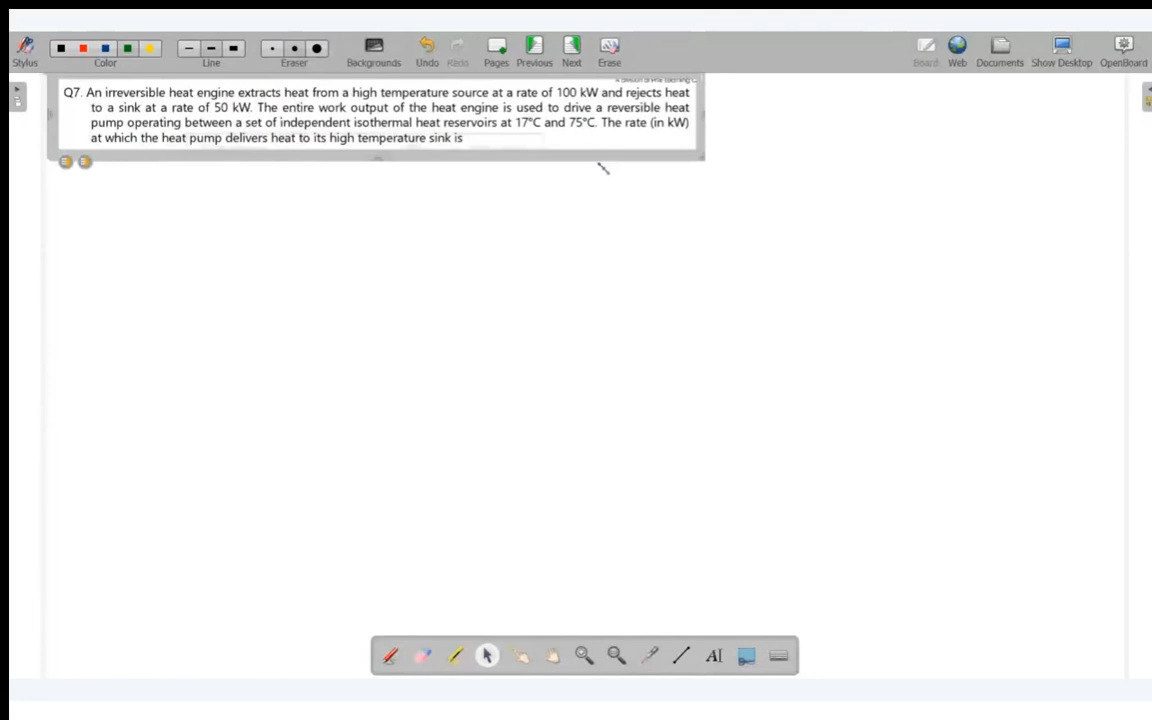 Stylus Color Line Eraser Backgrounds Undo Redo Pages Previous Next Erase Board Web Documents Show Desktop OpenBoard
Q7. An irreversible heat engine extracts heat from a high temperature source at a rate of 100 kW and rejects heat
to a sink at a rate of 50 kW. The entire work output of the heat engine is used to drive a reversible heat
pump operating between a set of independent isothermal heat reservoirs at 17°C and 75°C. The rate (in kW)
at which the heat pump delivers heat to its high temperature sink is
AI